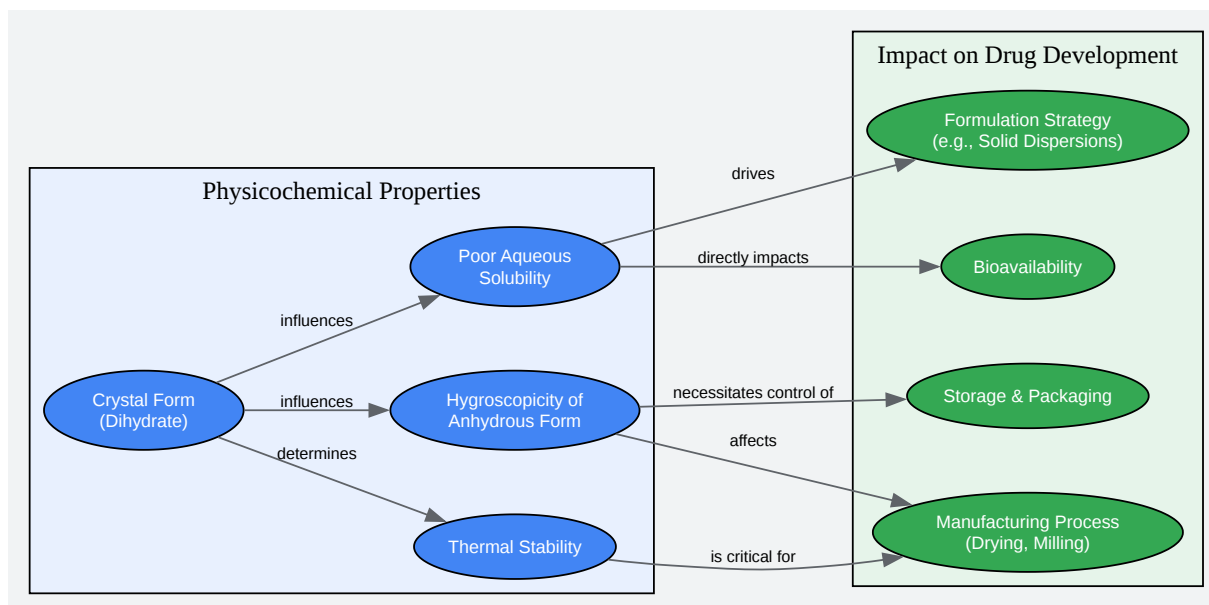 Impact on Drug Development
Formulation Strategy
(e.g., Solid Dispersions)
drives
Physicochemical Properties
Poor Aqueous
Solubility
directly impacts
Bioavailability
influences
Crystal Form
(Dihydrate)
influences
Hygroscopicity of
Anhydrous Form
necessitates control of
Storage & Packaging
affects
determines
Thermal Stability
is critical for
Manufacturing Process
(Drying, Milling)